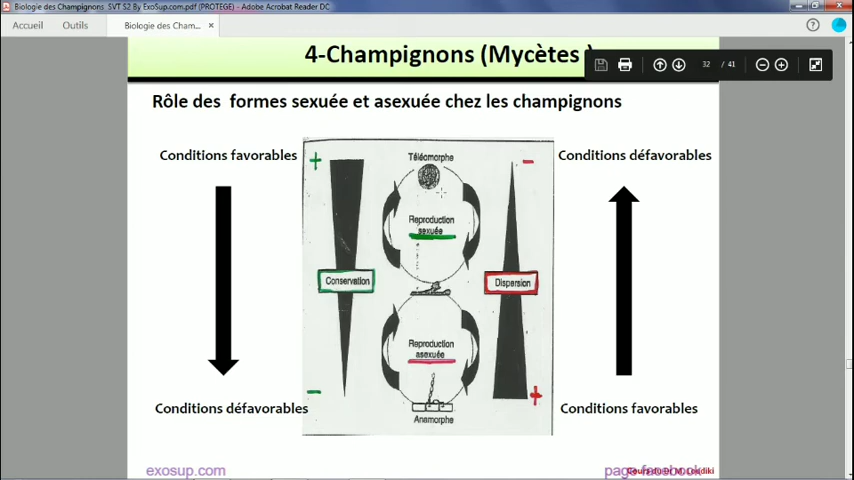 Biologie des Champignons SVT S2 By ExoSup.com.pdf (PROTEGE) - Adobe Acrobat Reader DC
Accueil Outils Biologie des Cham... ×
4-Champignons (Mycètes )
32 / 41
Rôle des formes sexuée et asexuée chez les champignons
Conditions favorables
+
Téléomorphe
-
Conditions défavorables
Reproduction
sexuée
Conservation
Dispersion
Reproduction
asexuée
-
+
Conditions défavorables
Anamorphe
Conditions favorables
exosup.com